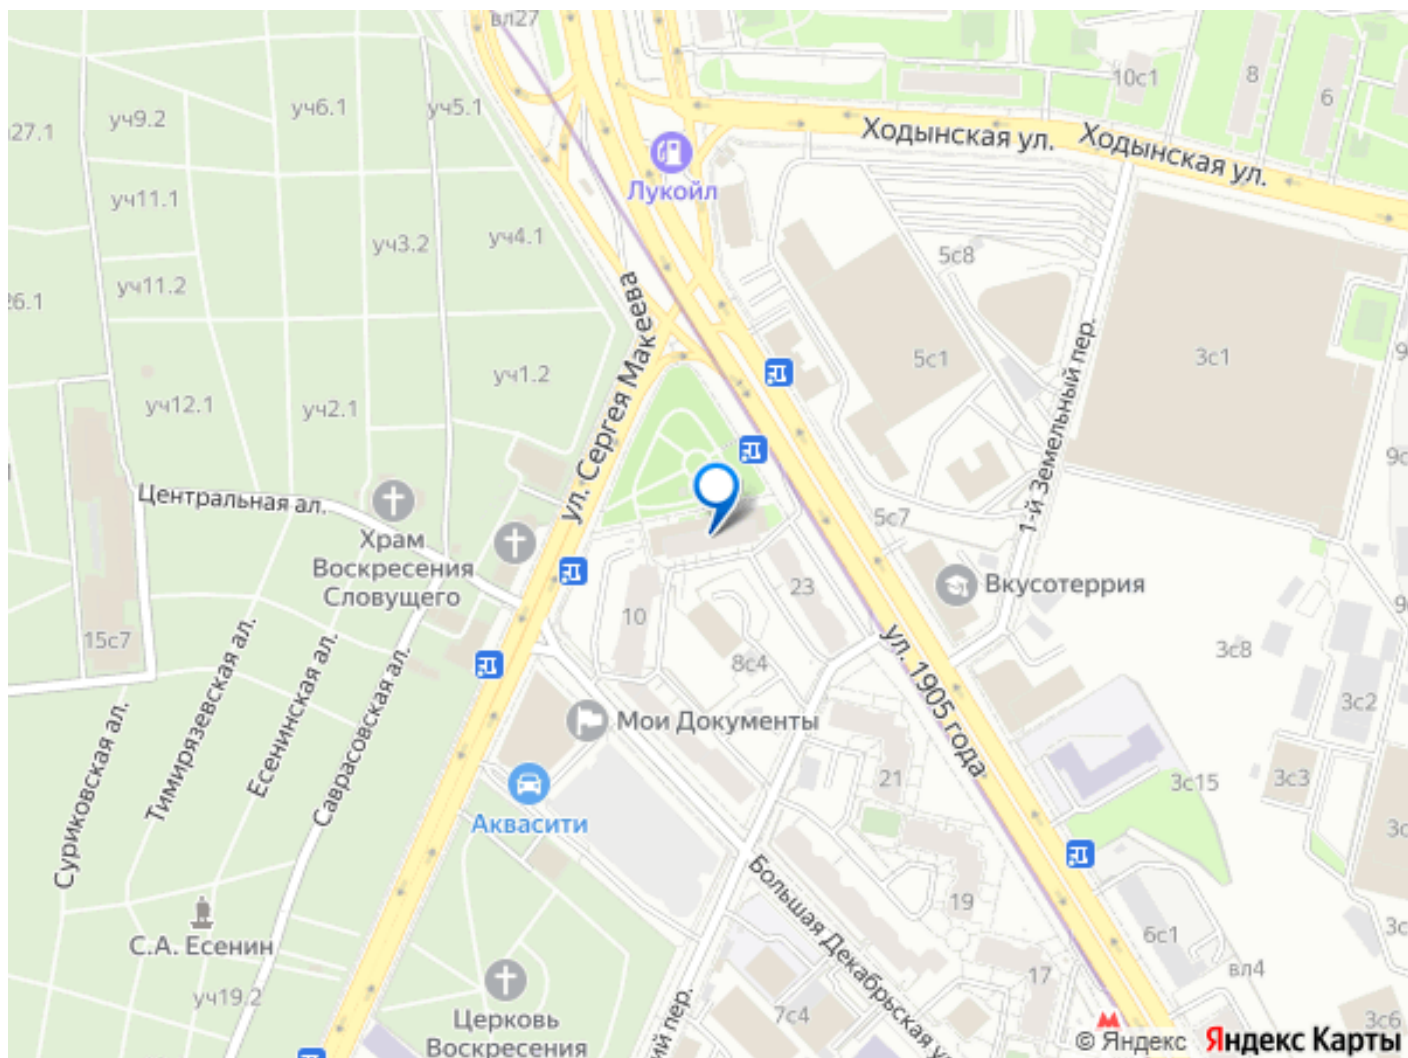 вл27
10с1
8
6
уч9.2
уч6.1
уч5.1
27.1
Ходынская ул.
Ходынская ул.
Лукойл
уч11.1
уч3.2
уч4.1
5с8
уч11.2
26.1
ул. Сергея Макеева
5с1
3с1
1-й Земельный пер.
уч1.2
уч12.1
уч2.1
Центральная ал.
5с7
Храм
Воскресения
Словущего
Вкусотеррия
23
10
15с7
8с4
3с8
ул. 1905 года
3с2
Мои Документы
Суриковская ал.
Тимирязевская ал.
Есенинская ал.
Саврасовская ал.
21
3с15
3с3
Аквасити
Большая Декабрьская у
19
С.А. Есенин
6с1
17
вл4
уч19.2
7с4
Церковь
Воскресения
ий пер.
3с6
© Яндекс Яндекс Карты